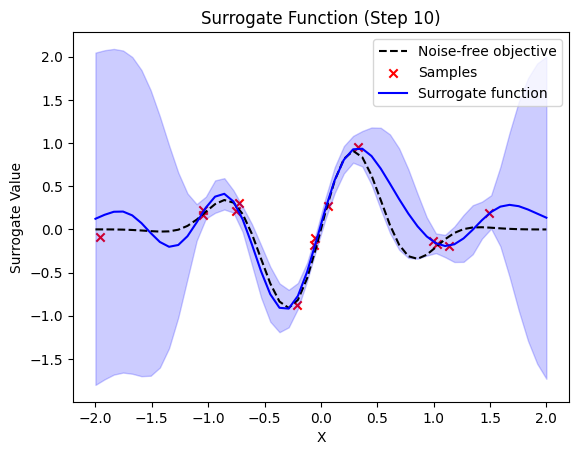 Surrogate Function (Step 10)
Noise-free objective
Samples
Surrogate function
2.0
1.5
1.0
0.5
0.0
−0.5
−1.0
−1.5
Surrogate Value
−2.0 −1.5 −1.0 −0.5 0.0 0.5 1.0 1.5 2.0
X